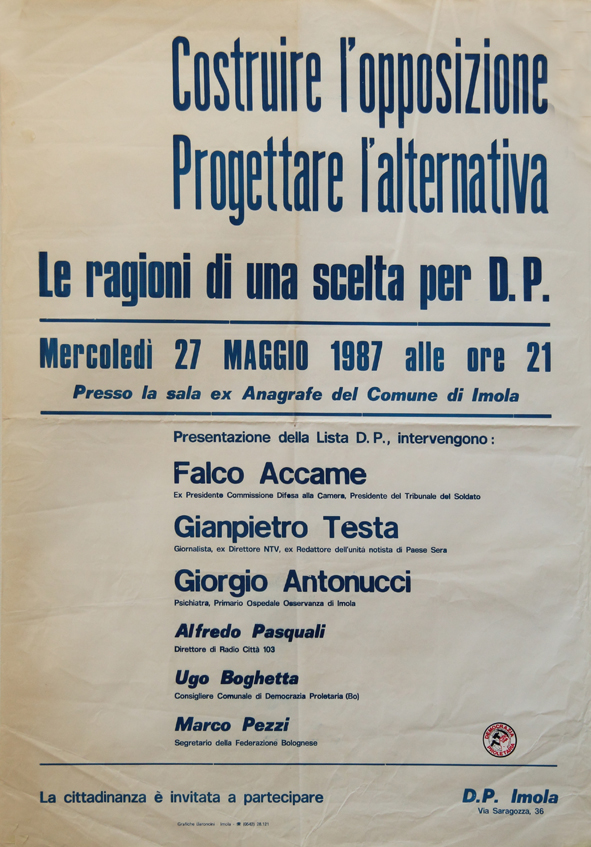 Costruire l'opposizione
Progettare l'alternativa
Le ragioni di una scelta per D.P.
Mercoledì 27 MAGGIO 1987 alle ore 21
Presso la sala ex Anagrafe del Comune di Imola
Presentazione della Lista D.P., intervengono:
Falco Accame
Ex Presidente Commissione Difesa alla Camera, Presidente del Tribunale del Soldato
Gianpietro Testa
Giornalista, ex Direttore NTV, ex Redattore dell'unità notista di Paese Sera
Giorgio Antonucci
Psichiatra, Primario Ospedale Osservanza di Imola
Alfredo Pasquali
Direttore di Radio Città 103
Ugo Boghetta
Consigliere Comunale di Democrazia Proletaria (Bo)
Marco Pezzi
Segretario della Federazione Bolognese
DEMOCRAZIA
PROLETARIA
La cittadinanza è invitata a partecipare
D.P. Imola
Via Saragozza, 36
Imola